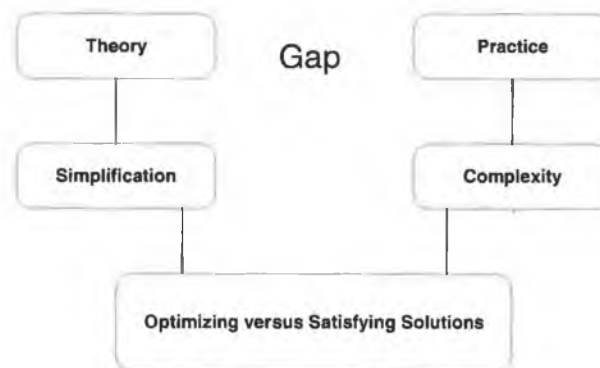 Theory
Gap
Practice
Simplification
Complexity
Optimizing versus Satisfying Solutions